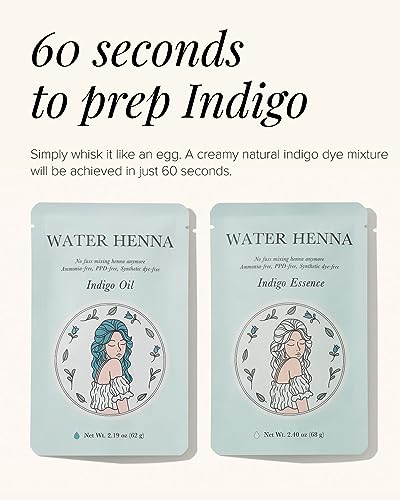 60 seconds
to prep Indigo
Simply whisk it like an egg. A creamy natural indigo dye mixture
will be achieved in just 60 seconds.
WATER HENNA
No fuss mixing henna anymore
Ammonia-free, PPD-free, Synthetic dye-free
Indigo Oil
Net Wt. 2.19 oz (62 g)
WATER HENNA
No fuss mixing henna anymore
Ammonia-free, PPD-free, Synthetic dye-free
Indigo Essence
Net Wt. 2.40 oz (68 g)